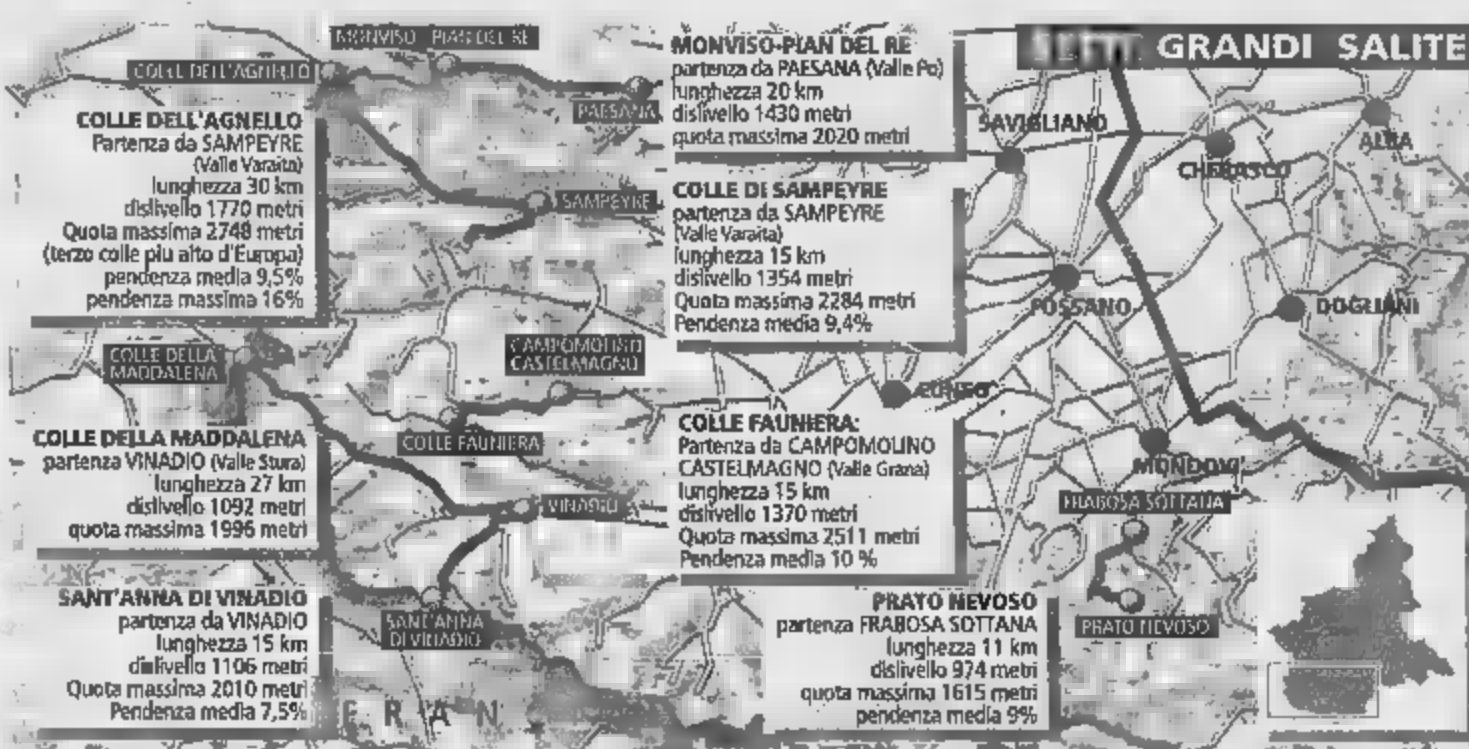 GRANDI SALITE
MONVISO - PIAN DEL RE
COLLE DELL'AGNELLO
PAESANA
COLLE DELL'AGNELLO
Partenza da SAMPEYRE
(Valle Varaita)
lunghezza 30 km
dislivello 1770 metri
Quota massima 2748 metri
(terzo colle piu alto d'Europa)
pendenza media 9,5%
pendenza massima 16%
SAMPEYRE
MONVISO-PIAN DEL RE
partenza da PAESANA (Valle Po)
lunghezza 20 km
dislivello 1430 metri
quota massima 2020 metri
COLLE DI SAMPEYRE
partenza da SAMPEYRE
(Valle Varaita)
lunghezza 15 km
dislivello 1354 metri
Quota massima 2284 metri
Pendenza media 9,4%
SAVIGLIANO
CHERASCO
ALBA
FOSSANO
DOGLIANI
CUNEO
MONDOVI'
COLLE DELLA
MADDALENA
CAMPOMOLINO
CASTELMAGNO
COLLE FAUNIERA
VINADIO
COLLE DELLA MADDALENA
partenza VINADIO (Valle Stura)
lunghezza 27 km
dislivello 1092 metri
quota massima 1996 metri
COLLE FAUNIERA:
Partenza da CAMPOMOLINO
CASTELMAGNO (Valle Grana)
lunghezza 15 km
dislivello 1370 metri
Quota massima 2511 metri
Pendenza media 10 %
FRABOSA SOTTANA
PRATO NEVOSO
SANT'ANNA DI VINADIO
partenza da VINADIO
lunghezza 15 km
dislivello 1106 metri
Quota massima 2010 metri
Pendenza media 7,5%
SANT'ANNA
DI VINADIO
PRATO NEVOSO
partenza FRABOSA SOTTANA
lunghezza 11 km
dislivello 974 metri
quota massima 1615 metri
pendenza media 9%